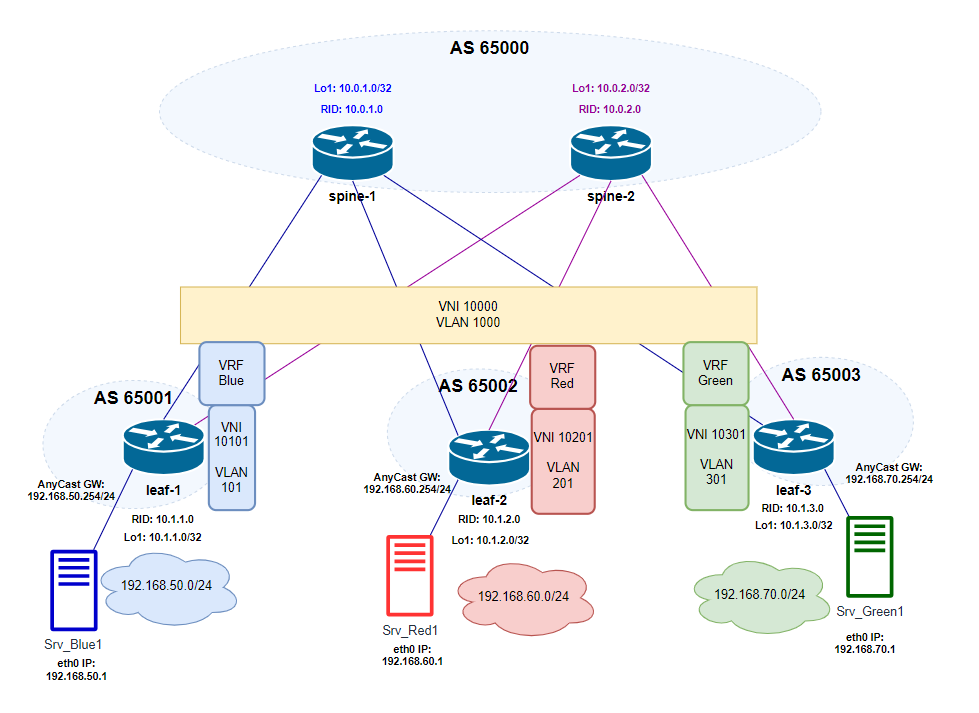 AS 65000
Lo1: 10.0.1.0/32
RID: 10.0.1.0
Lo1: 10.0.2.0/32
RID: 10.0.2.0
spine-1
spine-2
VNI 10000
VLAN 1000
VRF
Blue
VRF
Red
VRF
Green
AS 65001
AS 65002
AS 65003
VNI
10101
VLAN
101
VNI 10201
VLAN
201
VNI 10301
VLAN
301
AnyCast GW:
192.168.50.254/24
leaf-1
RID: 10.1.1.0
Lo1: 10.1.1.0/32
AnyCast GW:
192.168.60.254/24
leaf-2
RID: 10.1.2.0
Lo1: 10.1.2.0/32
AnyCast GW:
192.168.70.254/24
leaf-3
RID: 10.1.3.0
Lo1: 10.1.3.0/32
192.168.50.0/24
192.168.60.0/24
192.168.70.0/24
Srv_Blue1
eth0 IP:
192.168.50.1
Srv_Red1
eth0 IP:
192.168.60.1
Srv_Green1
eth0 IP:
192.168.70.1